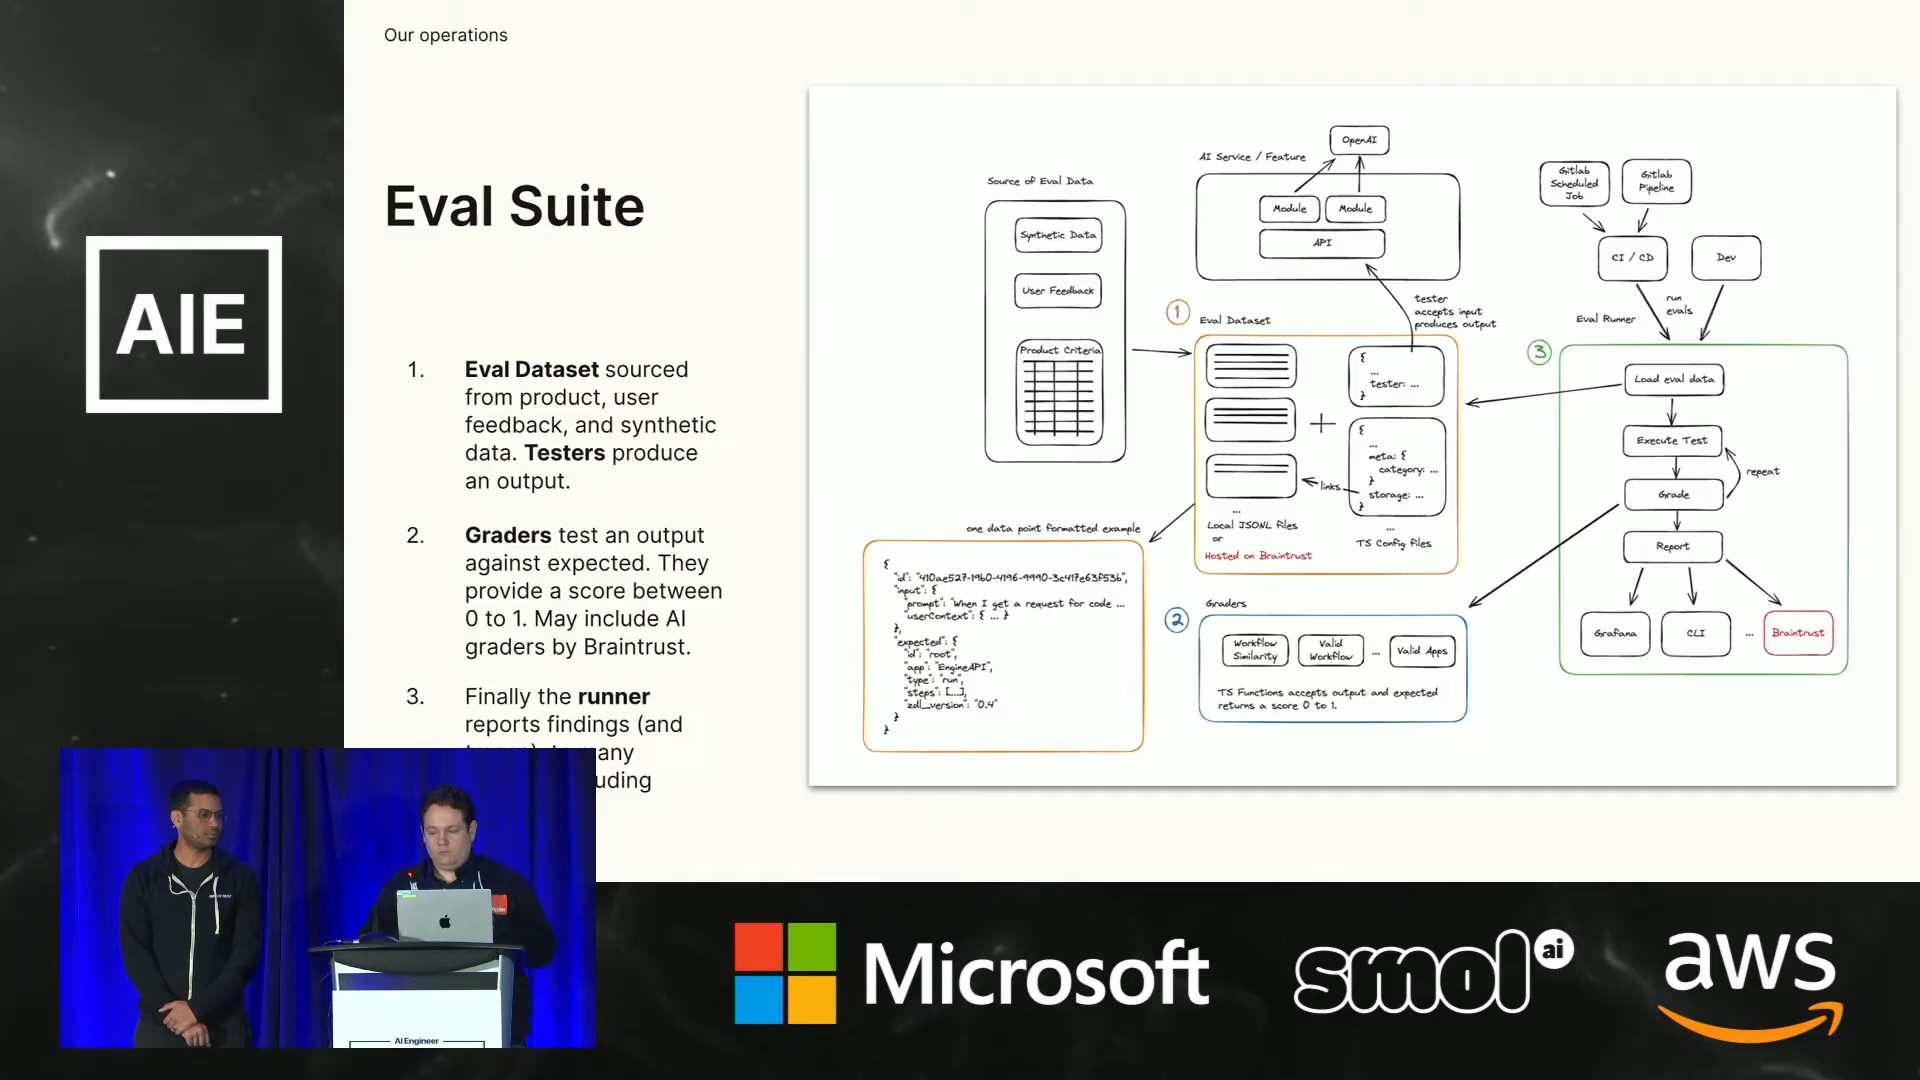 Our operations
AIE
Eval Suite
1. Eval Dataset sourced
from product, user
feedback, and synthetic
data. Testers produce
an output.
2. Graders test an output
against expected. They
provide a score between
0 to 1. May include AI
graders by Braintrust.
3. Finally the runner
reports findings (and
many
uding
Source of Eval Data
Synthetic Data
User Feedback
Product Criteria
AI Service / Feature
OpenAI
Module
Module
API
tester
accepts input
produces output
1
Eval Dataset
{
...
tester: ...
}
+
{
...
meta: {
category: ...
}
storage: ...
}
links
...
Local JSONL files
or
Hosted on Braintrust
...
TS Config files
one data point formatted example
{
"id": "410ae527-19b0-4196-9990-3c417e63f53b",
"input": {
"prompt": "When I get a request for code ...
"userContext": { ... }
},
"expected": {
"id": "root",
"app": "EngineAPI",
"type": "run",
"steps": [...],
"zdl_version": "0.4"
}
}
2
Graders
Workflow
Similarity
Valid
Workflow
...
Valid Apps
TS Functions accepts output and expected
returns a score 0 to 1.
Gitlab
Scheduled
Job
Gitlab
Pipeline
CI / CD
Dev
Eval Runner
run
evals
3
Load eval data
Execute Test
repeat
Grade
Report
Grafana
CLI
...
Braintrust
AI Engineer
Microsoft
smol ai
aws